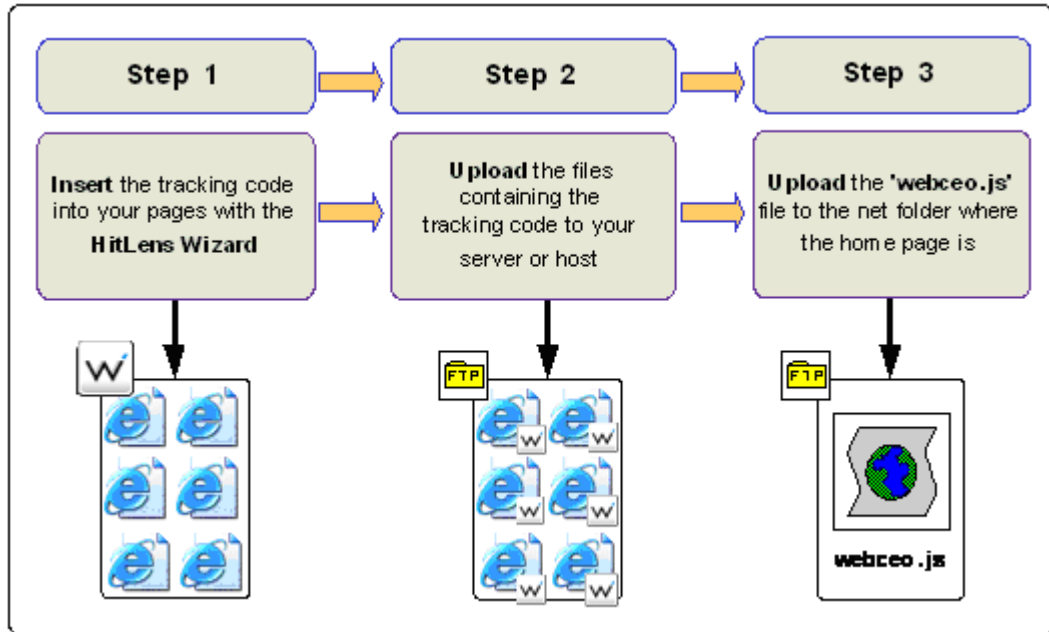 Step 1
Step 2
Step 3
Insert the tracking code
into your pages with the
HitLens Wizard
Upload the files
containing the
tracking code to your
server or host
Upload the 'webceo.js'
file to the net folder where
the home page is
W
FTP
W
W
W
W
W
W
FTP
webceo.js